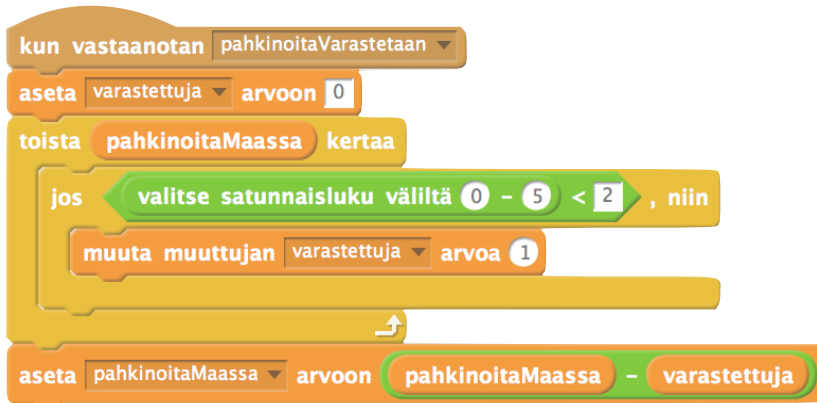 kun vastaanotan pahkinoitaVarastetaan
aseta varastettuja arvoon 0
toista pahkinoitaMaassa kertaa
jos valitse satunnaisluku väliltä 0 - 5 < 2 , niin
muuta muuttujan varastettuja arvoa 1
aseta pahkinoitaMaassa arvoon pahkinoitaMaassa - varastettuja